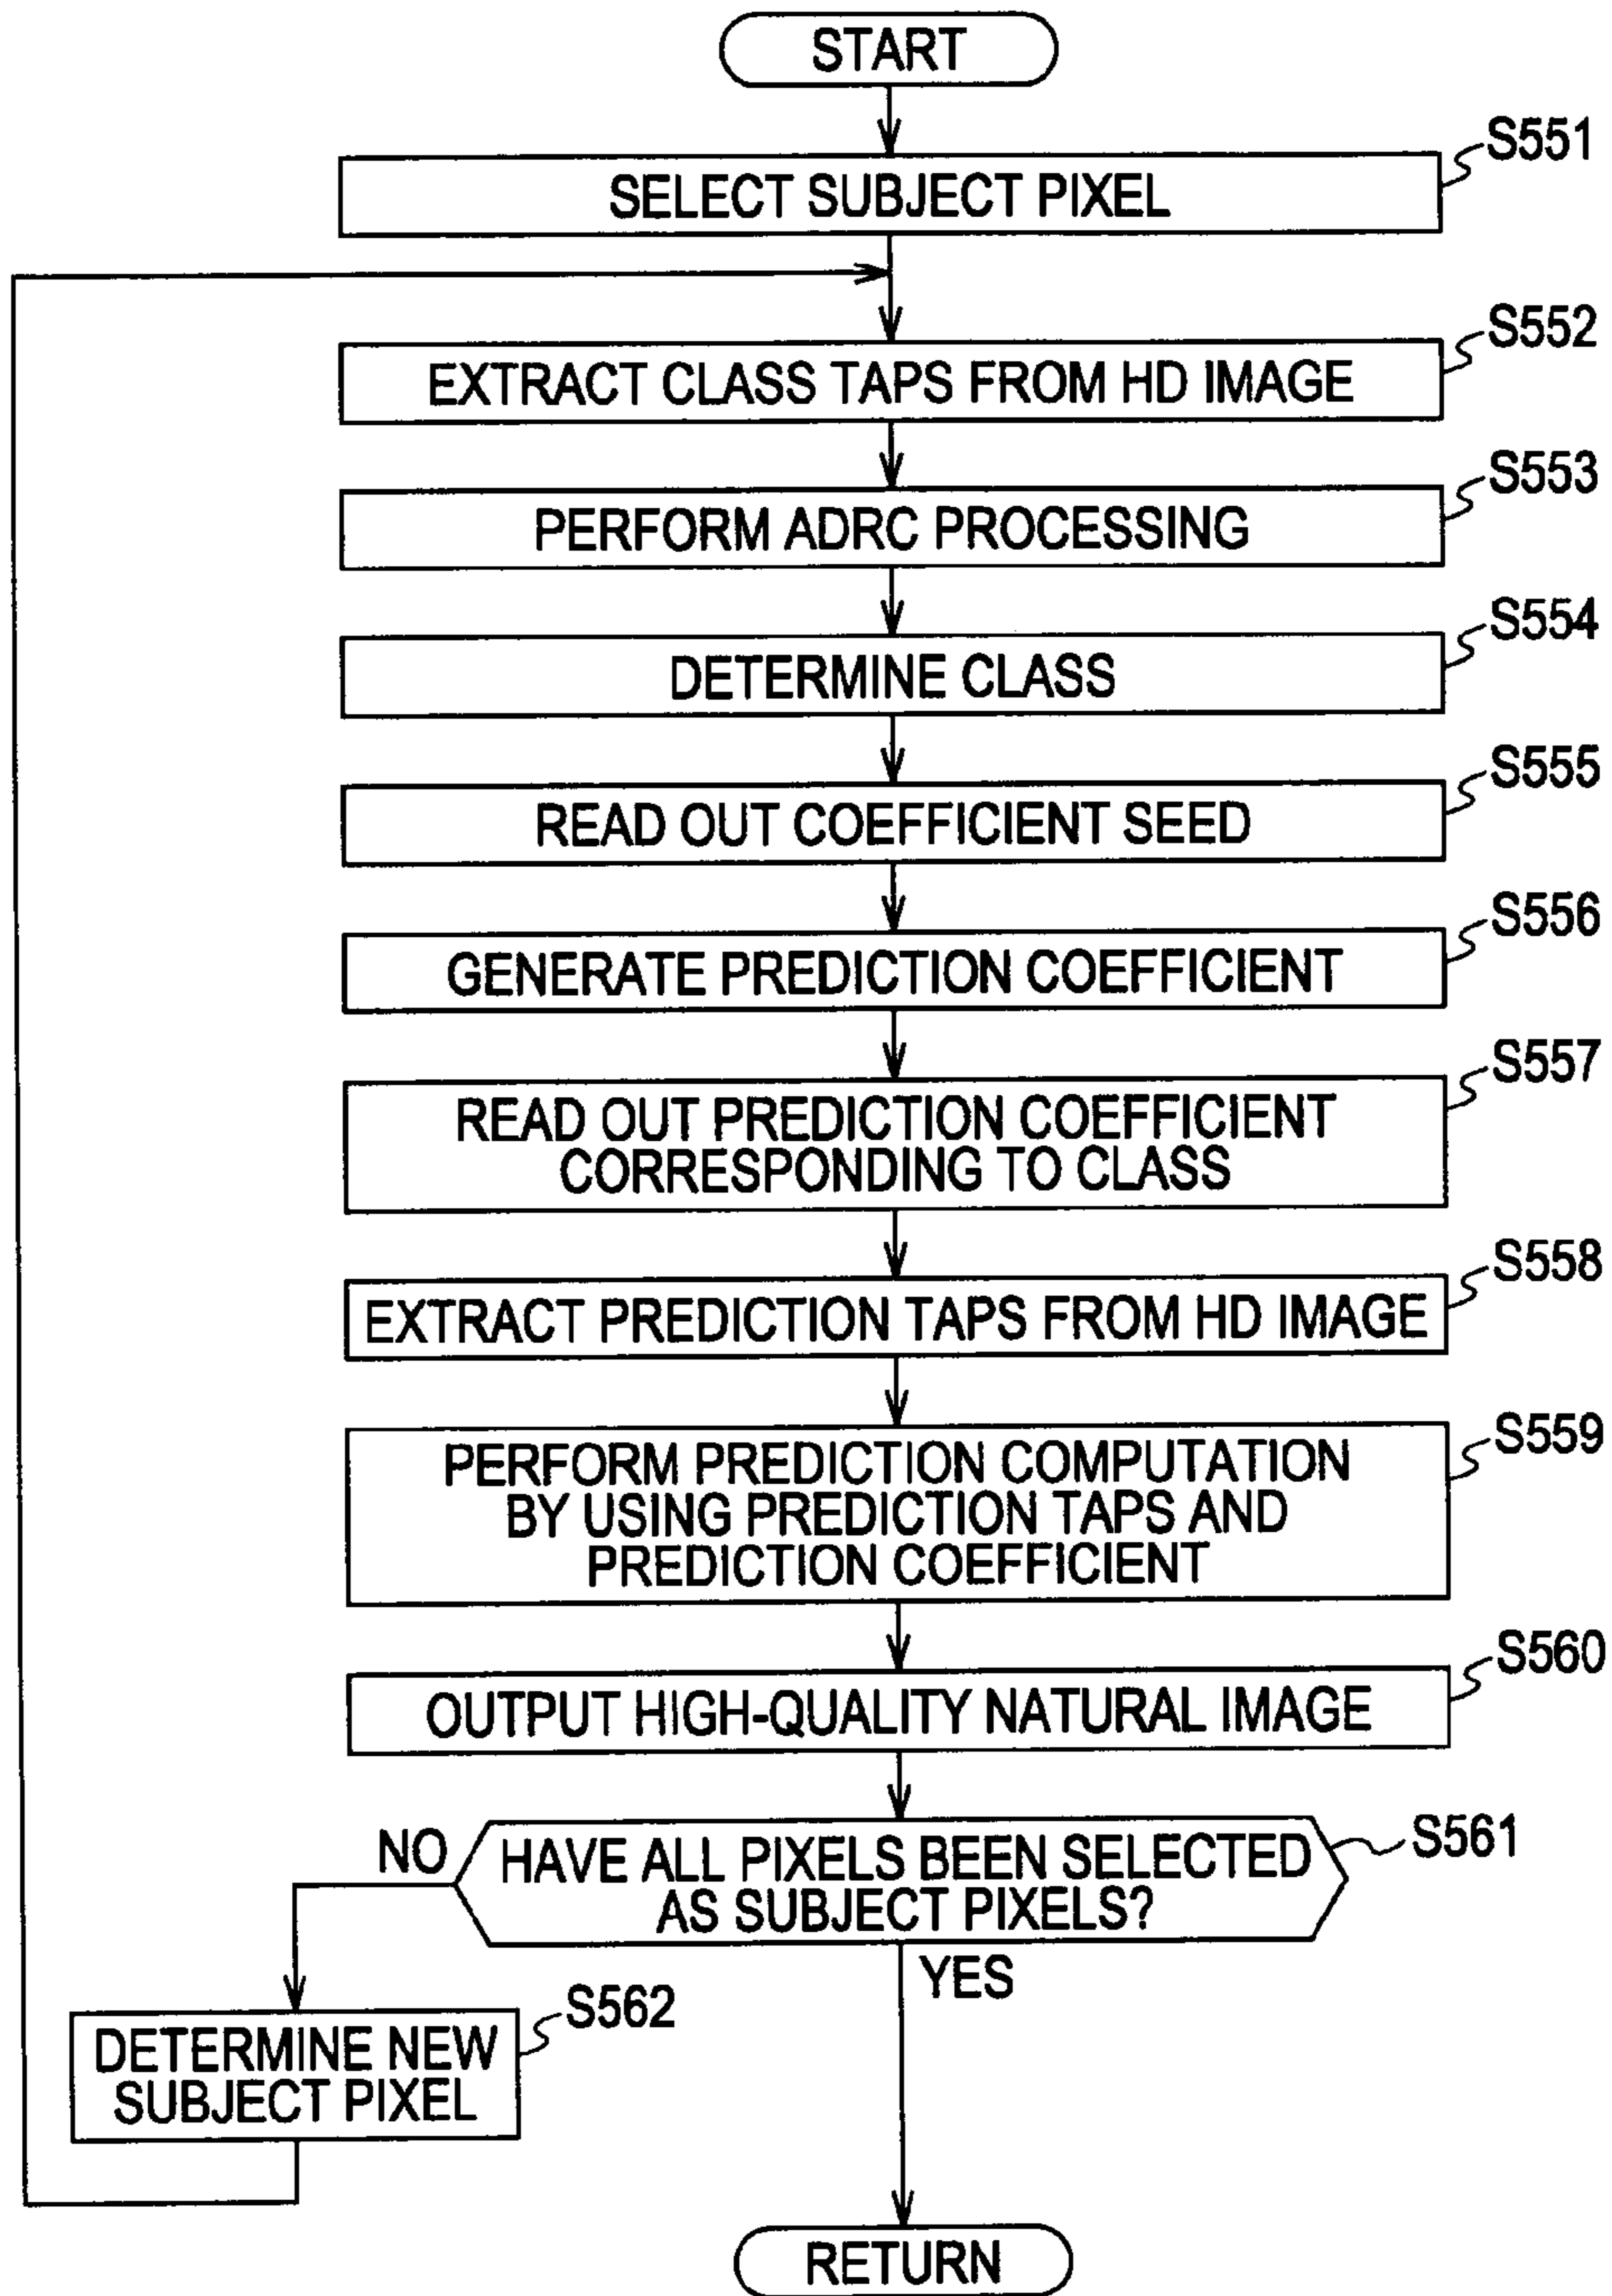 START
S551
SELECT SUBJECT PIXEL
S552
EXTRACT CLASS TAPS FROM HD IMAGE
S553
PERFORM ADRC PROCESSING
S554
DETERMINE CLASS
S555
READ OUT COEFFICIENT SEED
S556
GENERATE PREDICTION COEFFICIENT
S557
READ OUT PREDICTION COEFFICIENT
CORRESPONDING TO CLASS
S558
EXTRACT PREDICTION TAPS FROM HD IMAGE
S559
PERFORM PREDICTION COMPUTATION
BY USING PREDICTION TAPS AND
PREDICTION COEFFICIENT
S560
OUTPUT HIGH-QUALITY NATURAL IMAGE
S561
NO
HAVE ALL PIXELS BEEN SELECTED
AS SUBJECT PIXELS?
YES
S562
DETERMINE NEW
SUBJECT PIXEL
RETURN